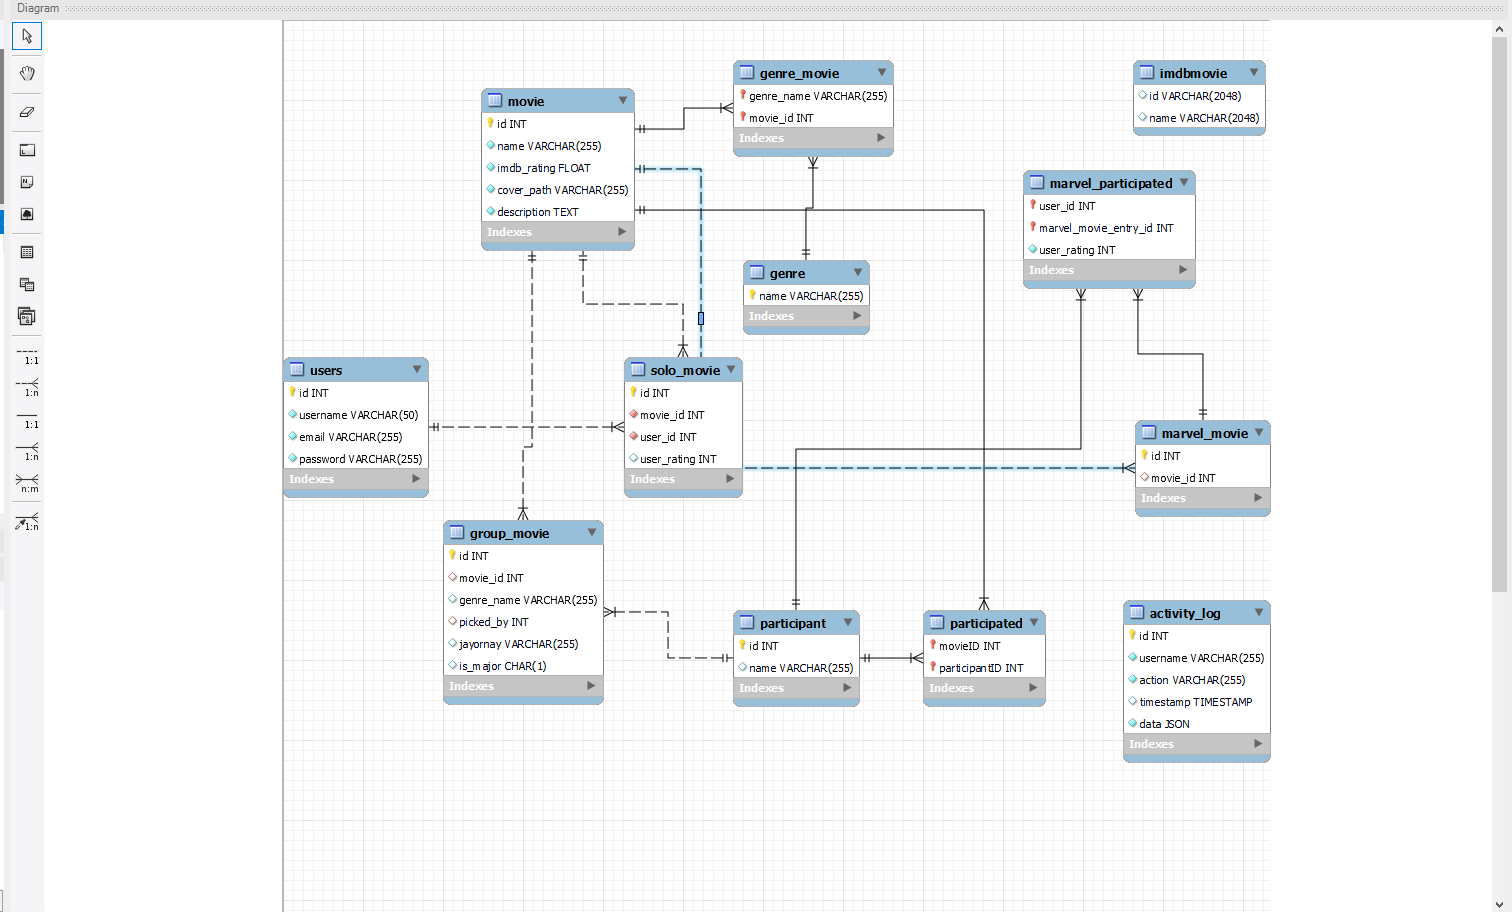 Diagram
1:1
1:n
1:1
1:n
n:m
1:n
movie
id INT
name VARCHAR(255)
imdb_rating FLOAT
cover_path VARCHAR(255)
description TEXT
Indexes
genre_movie
genre_name VARCHAR(255)
movie_id INT
Indexes
imdbmovie
id VARCHAR(2048)
name VARCHAR(2048)
marvel_participated
user_id INT
marvel_movie_entry_id INT
user_rating INT
Indexes
genre
name VARCHAR(255)
Indexes
users
id INT
username VARCHAR(50)
email VARCHAR(255)
password VARCHAR(255)
Indexes
solo_movie
id INT
movie_id INT
user_id INT
user_rating INT
Indexes
marvel_movie
id INT
movie_id INT
Indexes
group_movie
id INT
movie_id INT
genre_name VARCHAR(255)
picked_by INT
jayornay VARCHAR(255)
is_major CHAR(1)
Indexes
participant
id INT
name VARCHAR(255)
Indexes
participated
movieID INT
participantID INT
Indexes
activity_log
id INT
username VARCHAR(255)
action VARCHAR(255)
timestamp TIMESTAMP
data JSON
Indexes